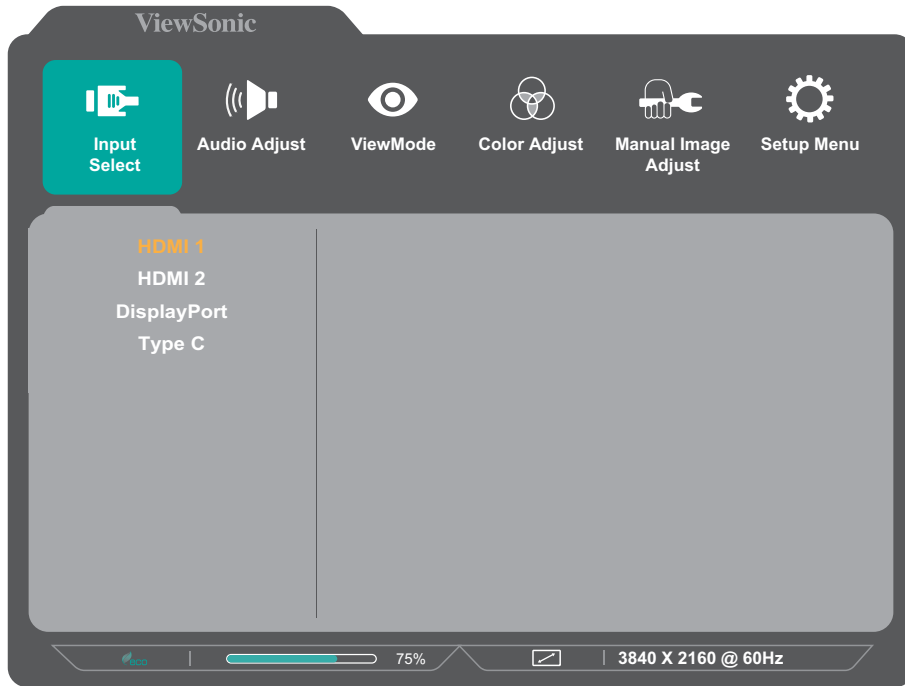 ViewSonic
Input
Select
Audio Adjust
ViewMode
Color Adjust
Manual Image
Adjust
Setup Menu
HDMI 1
HDMI 2
DisplayPort
Type C
eco
75%
3840 X 2160 @ 60Hz